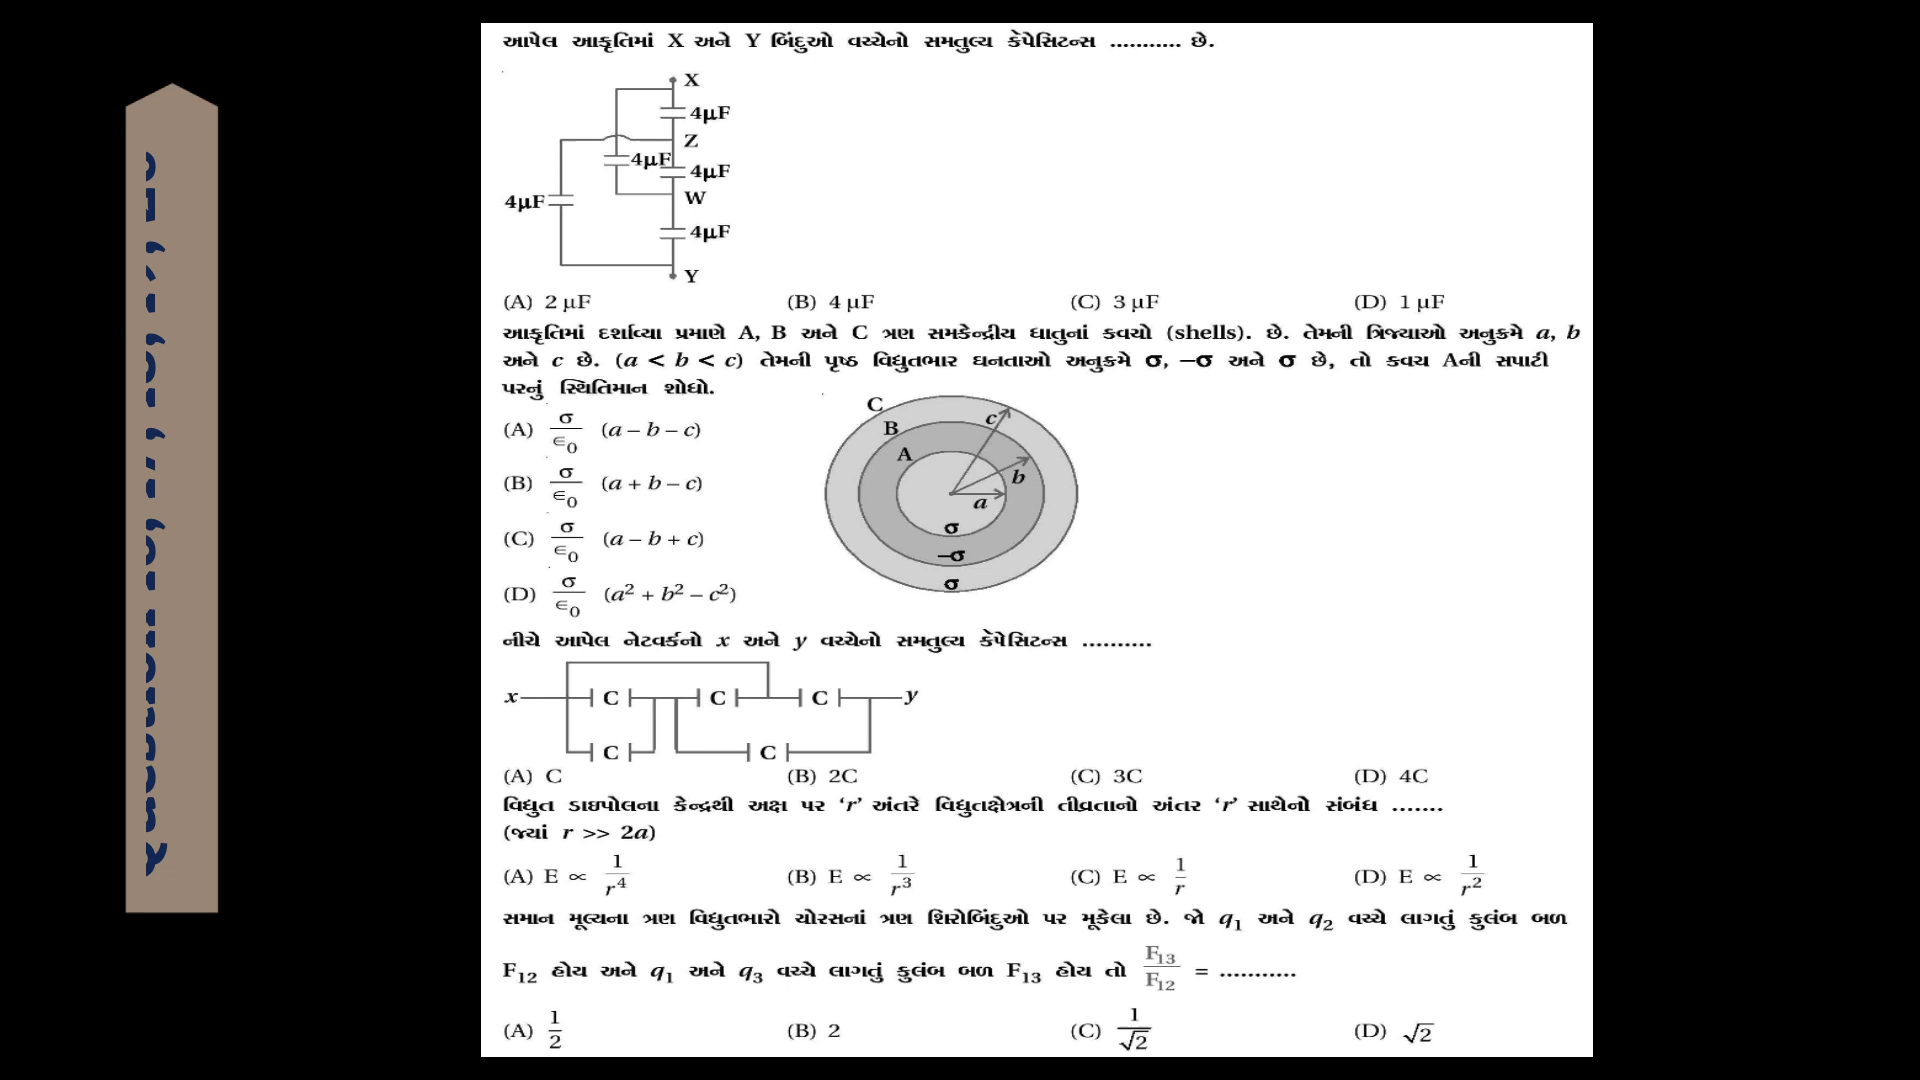 આપેલ આકૃતિમાં X અને Y બિંદુઓ વચ્ચેનો સમતુલ્ય કૅપેસિટન્સ ........... છે.
X
4μF
Z
4μF
4μF
4μF
W
4μF
Y
(A) 2 μF (B) 4 μF (C) 3 μF (D) 1 μF
આકૃતિમાં દર્શાવ્યા પ્રમાણે A, B અને C ત્રણ સમકેન્દ્રીય ધાતુનાં કવચો (shells). છે. તેમની ત્રિજ્યાઓ અનુક્રમે a, b
અને c છે. (a < b < c) તેમની પૃષ્ઠ વિદ્યુતભાર ઘનતાઓ અનુક્રમે σ, −σ અને σ છે, તો કવચ Aની સપાટી
પરનું સ્થિતિમાન શોધો.
(A) σ/∈₀ (a – b – c)
(B) σ/∈₀ (a + b – c)
(C) σ/∈₀ (a – b + c)
(D) σ/∈₀ (a² + b² – c²)
C
c
B
A
b
a
σ
−σ
σ
નીચે આપેલ નેટવર્કનો x અને y વચ્ચેનો સમતુલ્ય કૅપેસિટન્સ ..........
x C C C y
C C
(A) C (B) 2C (C) 3C (D) 4C
વિદ્યુત ડાઇપોલના કેન્દ્રથી અક્ષ પર ‘r’ અંતરે વિદ્યુતક્ષેત્રની તીવ્રતાનો અંતર ‘r’ સાથેનો સંબંધ .......
(જ્યાં r >> 2a)
(A) E ∝ 1/r⁴ (B) E ∝ 1/r³ (C) E ∝ 1/r (D) E ∝ 1/r²
સમાન મૂલ્યના ત્રણ વિદ્યુતભારો ચોરસનાં ત્રણ શિરોબિંદુઓ પર મૂકેલા છે. જો q₁ અને q₂ વચ્ચે લાગતું કુલંબ બળ
F₁₂ હોય અને q₁ અને q₃ વચ્ચે લાગતું કુલંબ બળ F₁₃ હોય તો F₁₃/F₁₂ = ...........
(A) 1/2 (B) 2 (C) 1/√2 (D) √2